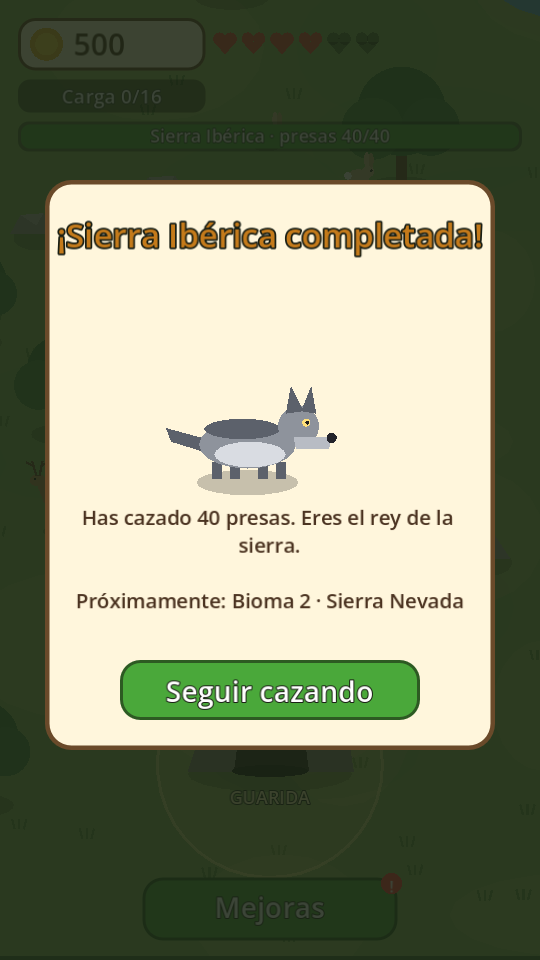 500
Carga 0/16
Sierra Ibérica · presas 40/40
¡Sierra Ibérica completada!
Has cazado 40 presas. Eres el rey de la
sierra.
Próximamente: Bioma 2 · Sierra Nevada
Seguir cazando
GUARIDA
!
Mejoras